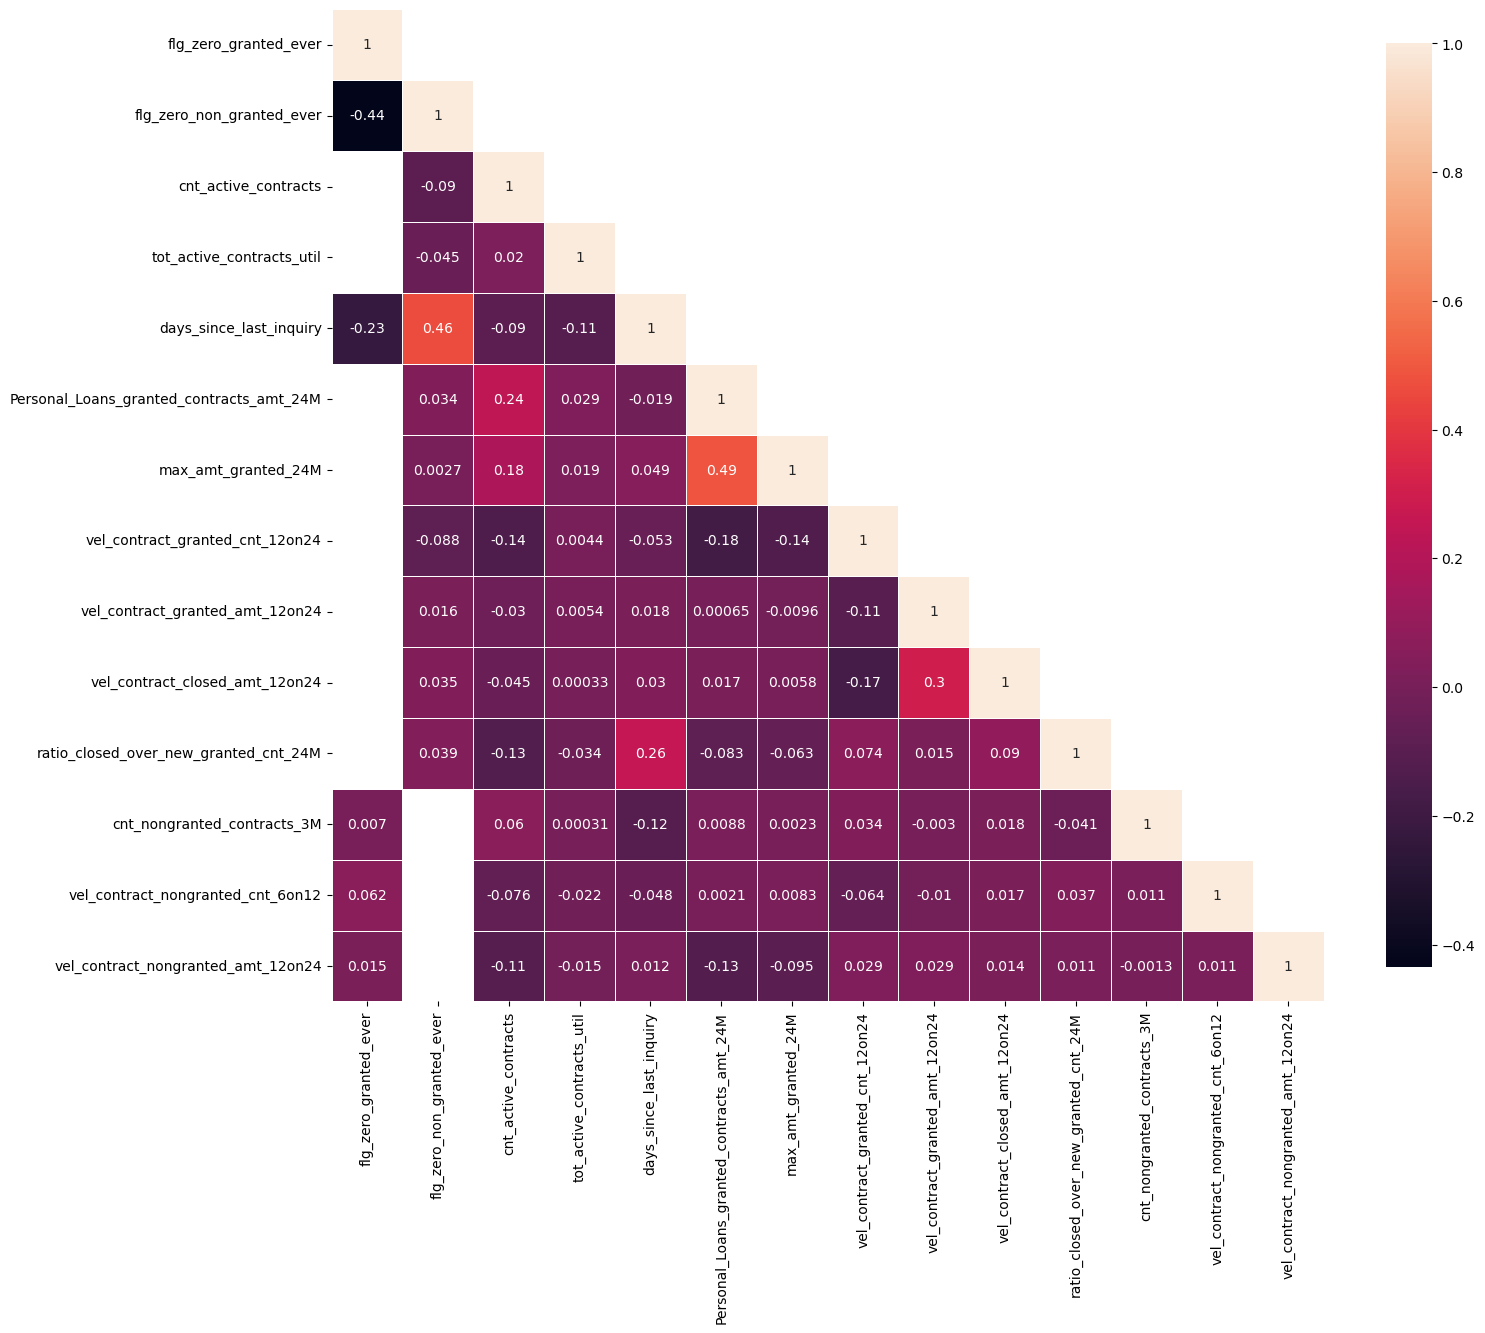 flg_zero_granted_ever 1 1.0
flg_zero_non_granted_ever -0.44 1
0.8
cnt_active_contracts -0.09 1
tot_active_contracts_util -0.045 0.02 1
0.6
days_since_last_inquiry -0.23 0.46 -0.09 -0.11 1
Personal_Loans_granted_contracts_amt_24M 0.034 0.24 0.029 -0.019 1
0.4
max_amt_granted_24M 0.0027 0.18 0.019 0.049 0.49 1
vel_contract_granted_cnt_12on24 -0.088 -0.14 0.0044 -0.053 -0.18 -0.14 1
0.2
vel_contract_granted_amt_12on24 0.016 -0.03 0.0054 0.018 0.00065 -0.0096 -0.11 1
vel_contract_closed_amt_12on24 0.035 -0.045 0.00033 0.03 0.017 0.0058 -0.17 0.3 1
0.0
ratio_closed_over_new_granted_cnt_24M 0.039 -0.13 -0.034 0.26 -0.083 -0.063 0.074 0.015 0.09 1
−0.2
cnt_nongranted_contracts_3M 0.007 0.06 0.00031 -0.12 0.0088 0.0023 0.034 -0.003 0.018 -0.041 1
vel_contract_nongranted_cnt_6on12 0.062 -0.076 -0.022 -0.048 0.0021 0.0083 -0.064 -0.01 0.017 0.037 0.011 1
−0.4
vel_contract_nongranted_amt_12on24 0.015 -0.11 -0.015 0.012 -0.13 -0.095 0.029 0.029 0.014 0.011 -0.0013 0.011 1
flg_zero_granted_ever
flg_zero_non_granted_ever
cnt_active_contracts
tot_active_contracts_util
days_since_last_inquiry
Personal_Loans_granted_contracts_amt_24M
max_amt_granted_24M
vel_contract_granted_cnt_12on24
vel_contract_granted_amt_12on24
vel_contract_closed_amt_12on24
ratio_closed_over_new_granted_cnt_24M
cnt_nongranted_contracts_3M
vel_contract_nongranted_cnt_6on12
vel_contract_nongranted_amt_12on24